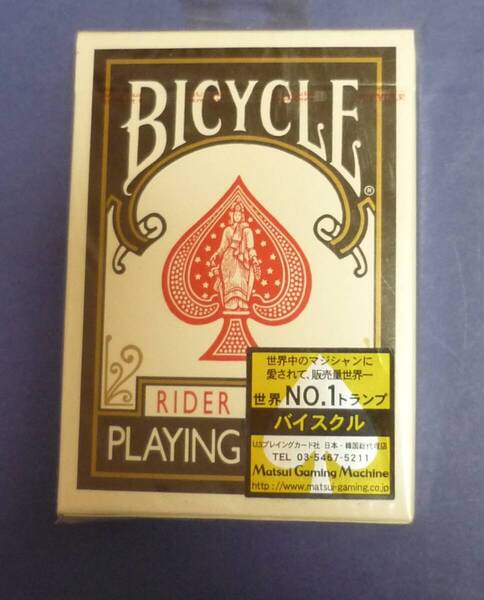 BICYCLE
®
RIDER
PLAYING
世界中のマジシャンに
愛されて、販売量世界一
世界 NO.1トランプ
バイスクル
U.Sプレイングカード社 日本・韓国総代理店
TEL 03-5467-5211
Matsui Gaming Machine
http://www.matsui-gaming.co.jp